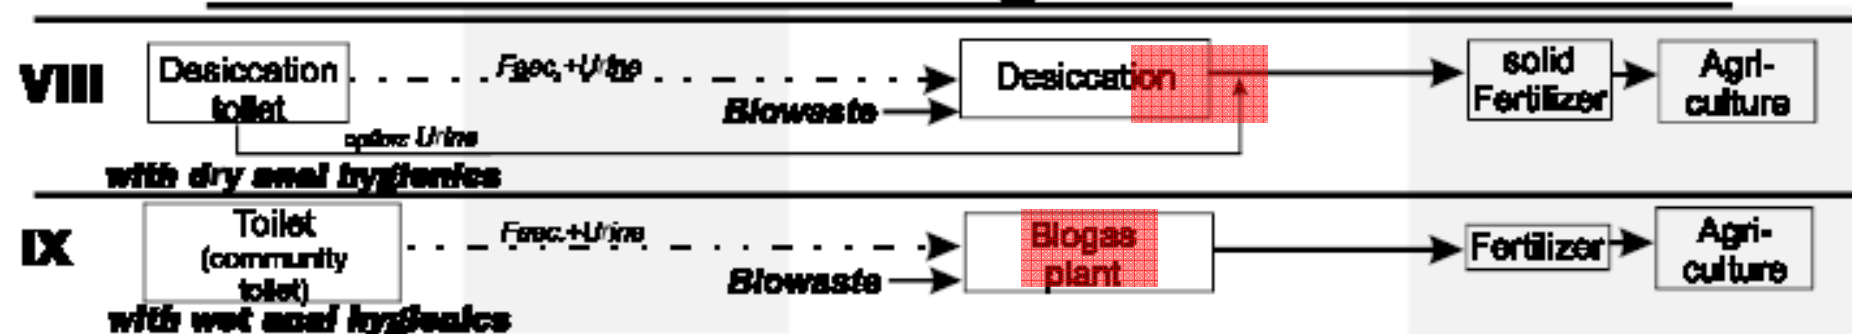 VIII
Desiccation
toilet
Faec.+Urine
Biowaste
Desiccation
solid
Fertilizer
Agri-
culture
option: Urine
with dry anal hygienics
IX
Toilet
(community
toilet)
Faec.+Urine
Biowaste
Biogas
plant
Fertilizer
Agri-
culture
with wet anal hygienics